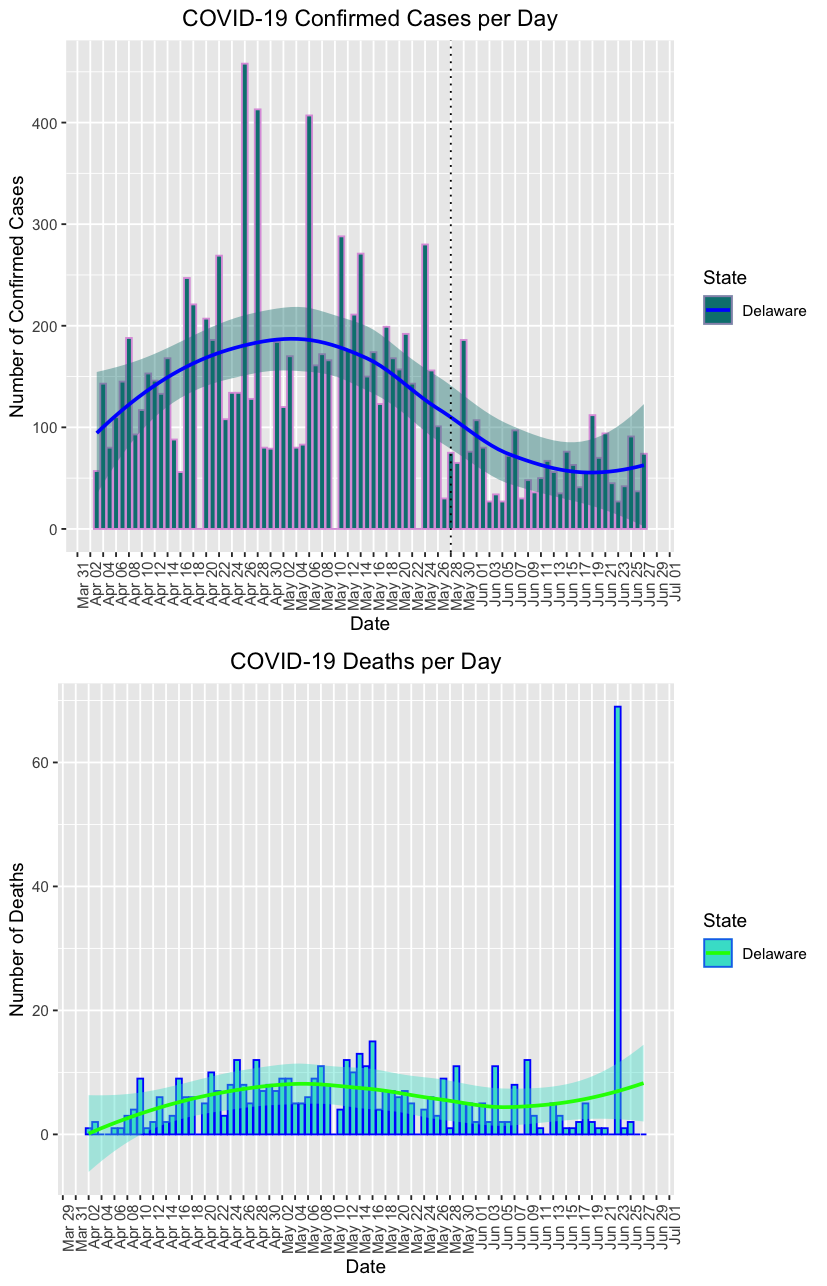 COVID-19 Confirmed Cases per Day
Number of Confirmed Cases
400
300
200
100
0
Mar 31
Apr 02
Apr 04
Apr 06
Apr 08
Apr 10
Apr 12
Apr 14
Apr 16
Apr 18
Apr 20
Apr 22
Apr 24
Apr 26
Apr 28
Apr 30
May 02
May 04
May 06
May 08
May 10
May 12
May 14
May 16
May 18
May 20
May 22
May 24
May 26
May 28
May 30
Jun 01
Jun 03
Jun 05
Jun 07
Jun 09
Jun 11
Jun 13
Jun 15
Jun 17
Jun 19
Jun 21
Jun 23
Jun 25
Jun 27
Jun 29
Jul 01
Date
State
Delaware
COVID-19 Deaths per Day
Number of Deaths
60
40
20
0
Mar 29
Mar 31
Apr 02
Apr 04
Apr 06
Apr 08
Apr 10
Apr 12
Apr 14
Apr 16
Apr 18
Apr 20
Apr 22
Apr 24
Apr 26
Apr 28
Apr 30
May 02
May 04
May 06
May 08
May 10
May 12
May 14
May 16
May 18
May 20
May 22
May 24
May 26
May 28
May 30
Jun 01
Jun 03
Jun 05
Jun 07
Jun 09
Jun 11
Jun 13
Jun 15
Jun 17
Jun 19
Jun 21
Jun 23
Jun 25
Jun 27
Jun 29
Jul 01
Date
State
Delaware